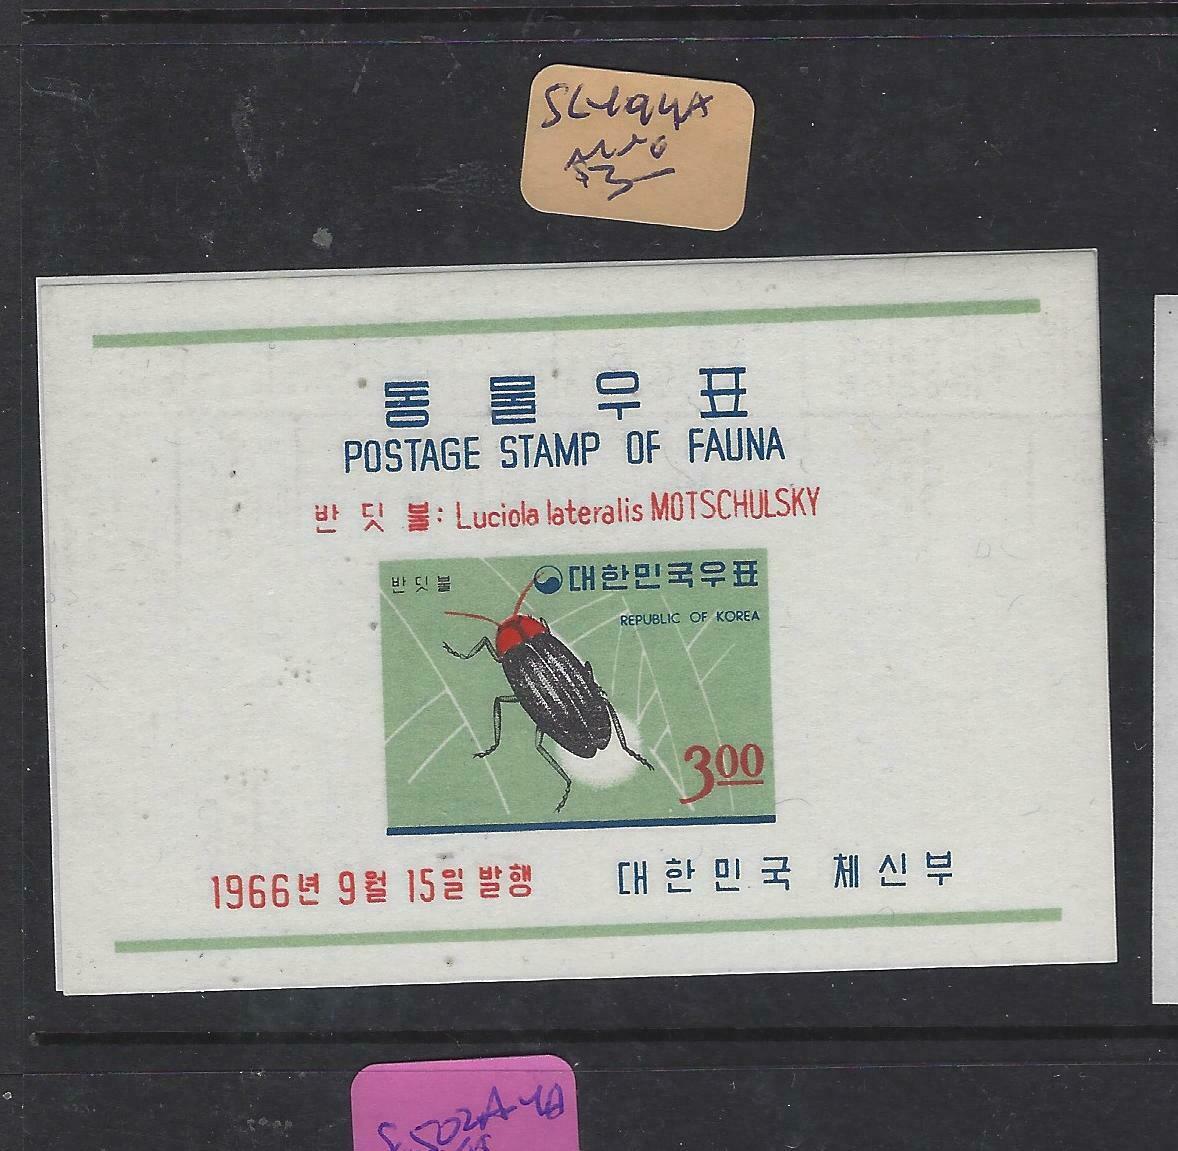 $3-
동물우표
POSTAGE STAMP OF FAUNA
반딧불: Luciola lateralis MOTSCHULSKY
반딧불
대한민국우표
REPUBLIC OF KOREA
3.00
1966년 9월 15일 발행 대한민국 체신부